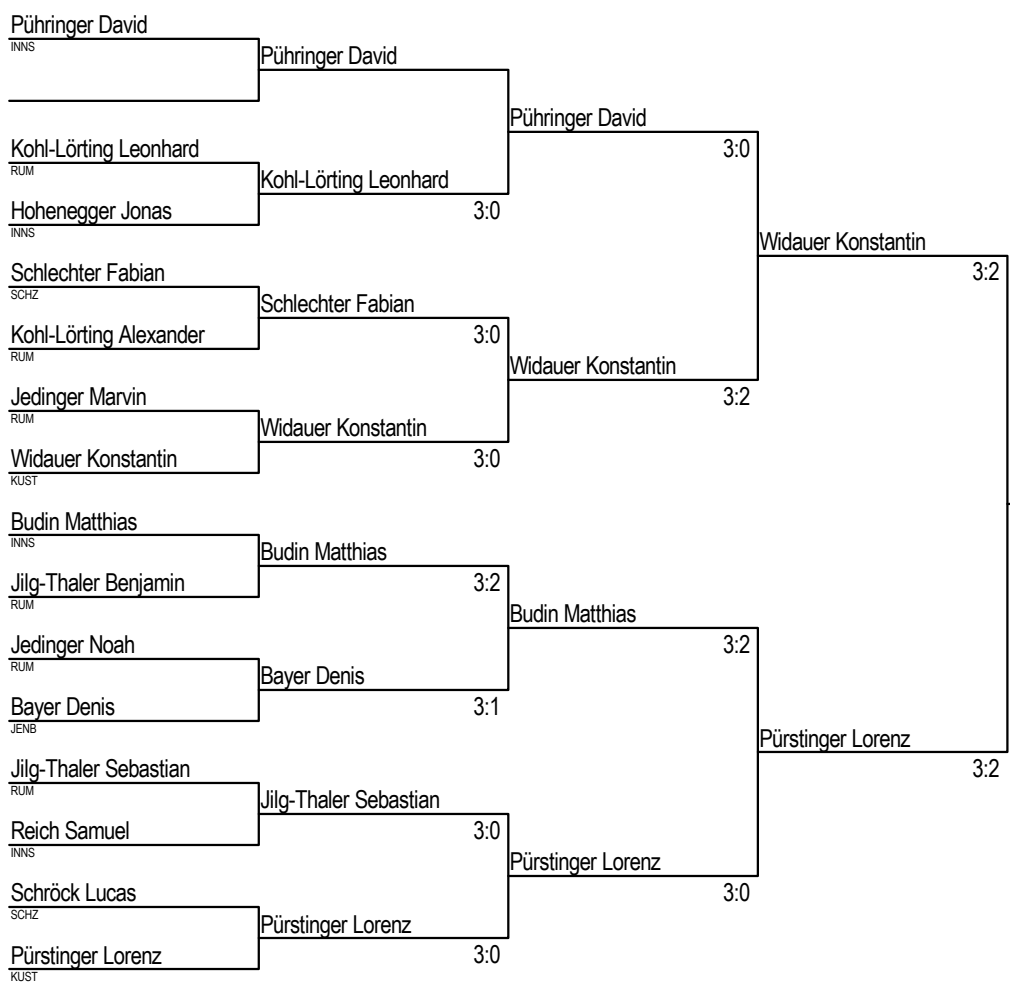 Pühringer David
INNS
Pühringer David
Pühringer David
3:0
Kohl-Lörting Leonhard
RUM
Kohl-Lörting Leonhard
3:0
Hohenegger Jonas
INNS
Widauer Konstantin
3:2
Schlechter Fabian
SCHZ
Schlechter Fabian
3:0
Kohl-Lörting Alexander
RUM
Widauer Konstantin
3:2
Jedinger Marvin
RUM
Widauer Konstantin
3:0
Widauer Konstantin
KUST
Budin Matthias
INNS
Budin Matthias
3:2
Jilg-Thaler Benjamin
RUM
Budin Matthias
3:2
Jedinger Noah
RUM
Bayer Denis
3:1
Bayer Denis
JENB
Pürstinger Lorenz
3:2
Jilg-Thaler Sebastian
RUM
Jilg-Thaler Sebastian
3:0
Reich Samuel
INNS
Pürstinger Lorenz
3:0
Schröck Lucas
SCHZ
Pürstinger Lorenz
3:0
Pürstinger Lorenz
KUST